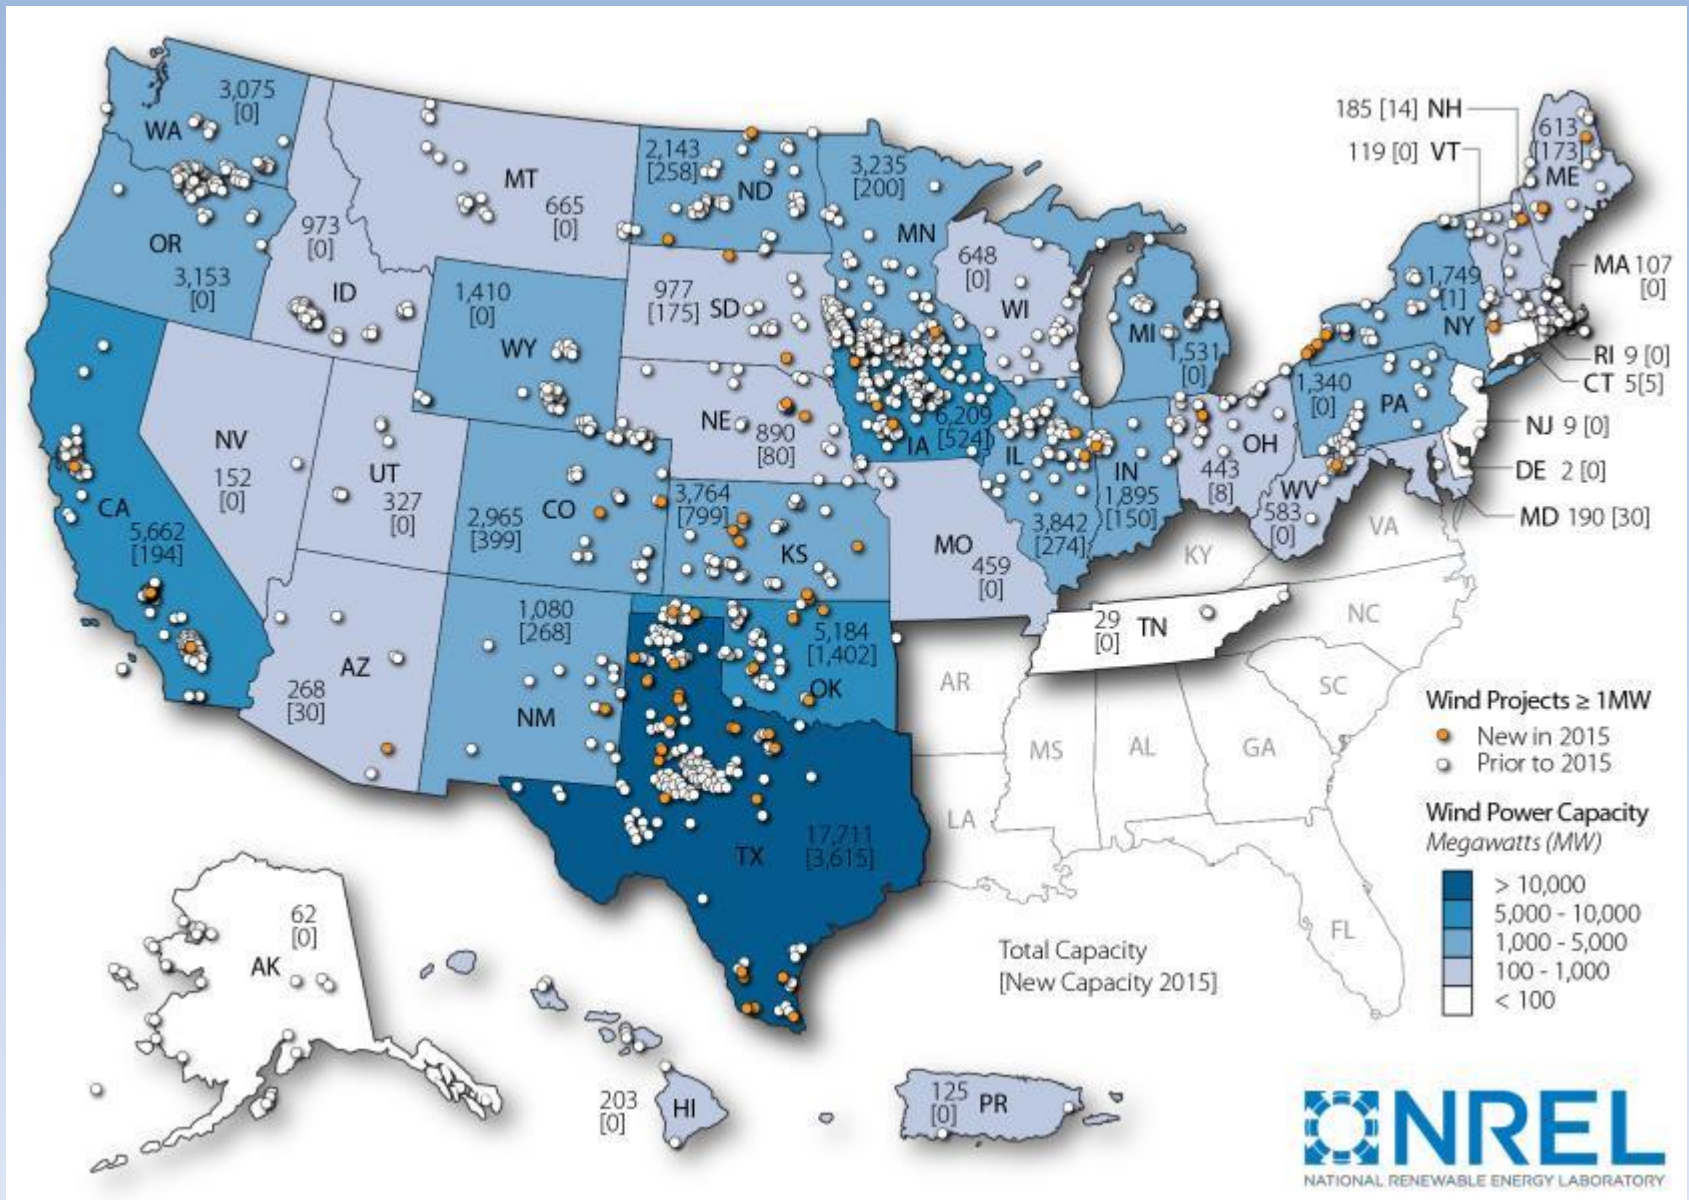 3,075
[0]
WA
MT
665
[0]
2,143
[258]
ND
3,235
[200]
MN
185 [14] NH
119 [0] VT
613
[173]
ME
OR
3,153
[0]
973
[0]
ID
1,410
[0]
WY
977
[175]
SD
648
[0]
WI
MI
1,531
[0]
1,749
[1]
NY
MA 107
[0]
RI 9 [0]
CT 5[5]
NJ 9 [0]
DE 2 [0]
MD 190 [30]
1,340
[0]
PA
NV
152
[0]
UT
327
[0]
NE
890
[80]
6,209
[524]
IA
IL
3,842
[274]
IN
1,895
[150]
OH
443
[8]
WV
583
[0]
VA
KY
CA
5,662
[194]
2,965
[399]
CO
3,764
[799]
KS
MO
459
[0]
29
[0]
TN
NC
SC
AZ
268
[30]
1,080
[268]
NM
5,184
[1,402]
OK
AR
MS
AL
GA
LA
FL
TX
17,711
[3,615]
62
[0]
AK
203
[0]
HI
125
[0]
PR
Total Capacity
[New Capacity 2015]
Wind Projects ≥ 1MW
New in 2015
Prior to 2015
Wind Power Capacity
Megawatts (MW)
> 10,000
5,000 - 10,000
1,000 - 5,000
100 - 1,000
< 100
NREL
NATIONAL RENEWABLE ENERGY LABORATORY